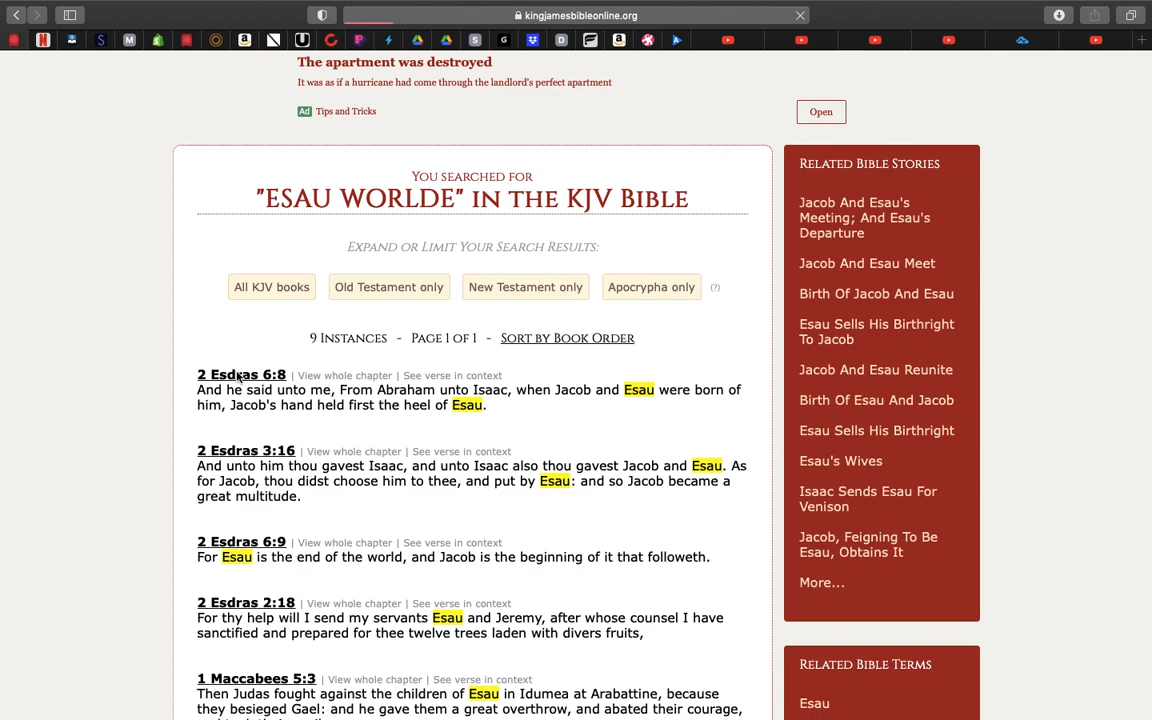 kingjamesbibleonline.org
The apartment was destroyed
It was as if a hurricane had come through the landlord's perfect apartment
Ad Tips and Tricks
Open
You searched for
"ESAU WORLDE" in the KJV Bible
Expand or Limit Your Search Results:
All KJV books
Old Testament only
New Testament only
Apocrypha only
(?)
9 Instances - Page 1 of 1 - Sort by Book Order
2 Esdras 6:8 | View whole chapter | See verse in context
And he said unto me, From Abraham unto Isaac, when Jacob and Esau were born of
him, Jacob's hand held first the heel of Esau.
2 Esdras 3:16 | View whole chapter | See verse in context
And unto him thou gavest Isaac, and unto Isaac also thou gavest Jacob and Esau. As
for Jacob, thou didst choose him to thee, and put by Esau: and so Jacob became a
great multitude.
2 Esdras 6:9 | View whole chapter | See verse in context
For Esau is the end of the world, and Jacob is the beginning of it that followeth.
2 Esdras 2:18 | View whole chapter | See verse in context
For thy help will I send my servants Esau and Jeremy, after whose counsel I have
sanctified and prepared for thee twelve trees laden with divers fruits,
1 Maccabees 5:3 | View whole chapter | See verse in context
Then Judas fought against the children of Esau in Idumea at Arabattine, because
they besieged Gael: and he gave them a great overthrow, and abated their courage,
Related Bible Stories
Jacob And Esau's
Meeting; And Esau's
Departure
Jacob And Esau Meet
Birth Of Jacob And Esau
Esau Sells His Birthright
To Jacob
Jacob And Esau Reunite
Birth Of Esau And Jacob
Esau Sells His Birthright
Esau's Wives
Isaac Sends Esau For
Venison
Jacob, Feigning To Be
Esau, Obtains It
More...
Related Bible Terms
Esau